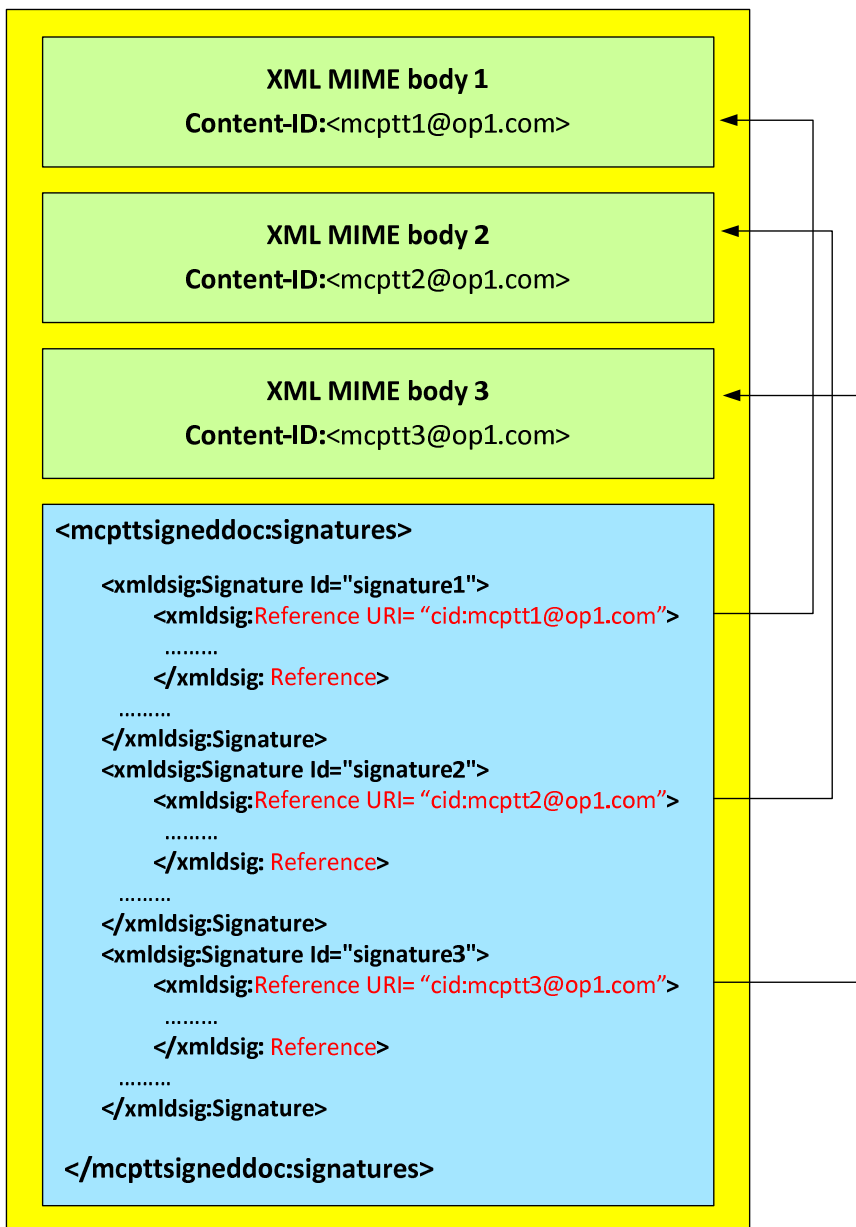 XML MIME body 1
Content-ID:<mcptt1@op1.com>
XML MIME body 2
Content-ID:<mcptt2@op1.com>
XML MIME body 3
Content-ID:<mcptt3@op1.com>
<mcpttsigneddoc:signatures>
<xmldsig:Signature Id="signature1">
<xmldsig:Reference URI= “cid:mcptt1@op1.com”>
.........
</xmldsig: Reference>
.........
</xmldsig:Signature>
<xmldsig:Signature Id="signature2">
<xmldsig:Reference URI= “cid:mcptt2@op1.com”>
.........
</xmldsig: Reference>
.........
</xmldsig:Signature>
<xmldsig:Signature Id="signature3">
<xmldsig:Reference URI= “cid:mcptt3@op1.com”>
.........
</xmldsig: Reference>
.........
</xmldsig:Signature>
</mcpttsigneddoc:signatures>